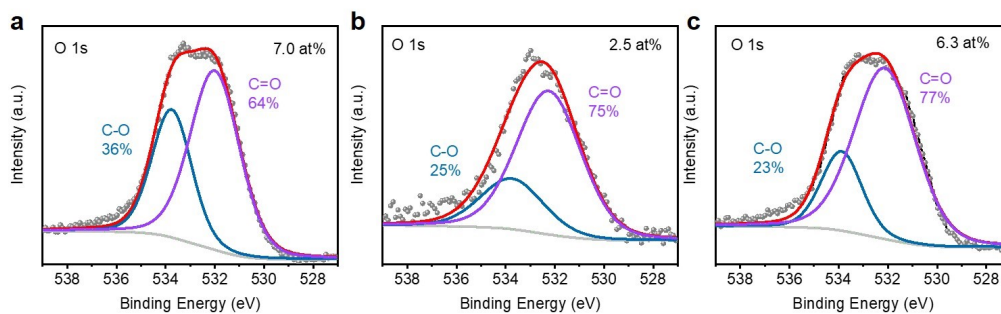 a
O 1s
7.0 at%
C=O
64%
C-O
36%
Intensity (a.u.)
538 536 534 532 530 528
Binding Energy (eV)
b
O 1s
2.5 at%
C=O
75%
C-O
25%
Intensity (a.u.)
538 536 534 532 530 528
Binding Energy (eV)
c
O 1s
6.3 at%
C=O
77%
C-O
23%
Intensity (a.u.)
538 536 534 532 530 528
Binding Energy (eV)